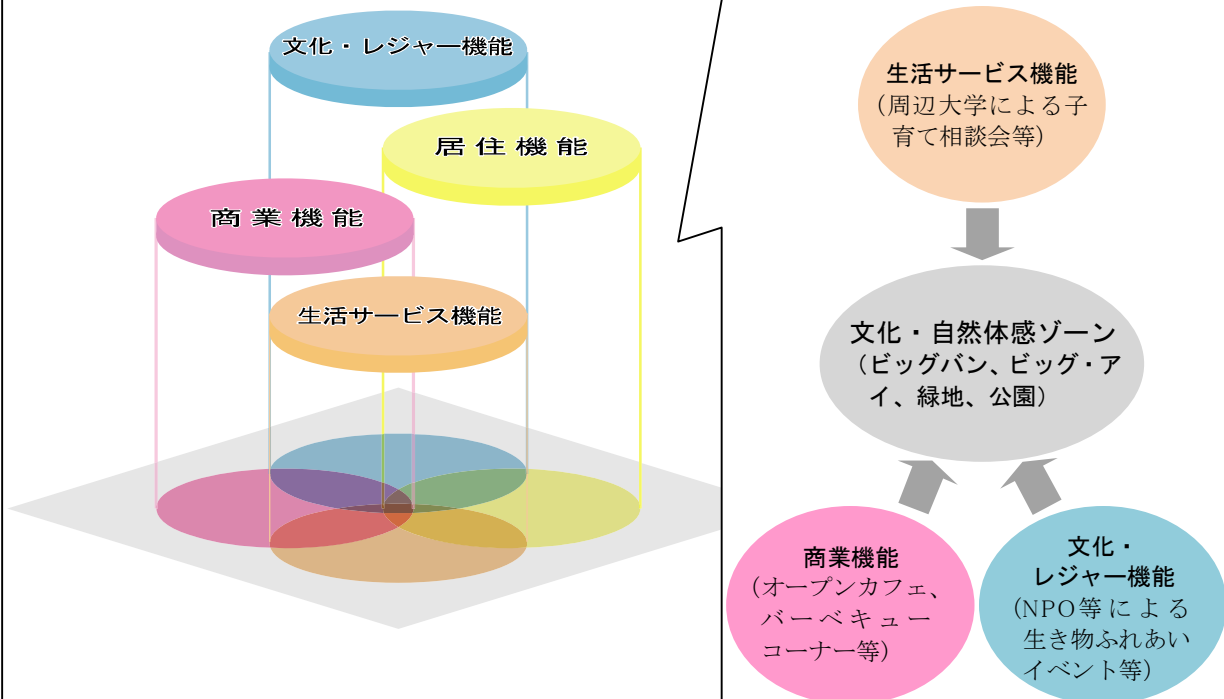 文化・レジャー機能
居住機能
商業機能
生活サービス機能
生活サービス機能
（周辺大学による子
育て相談会等）
文化・自然体感ゾーン
（ビッグバン、ビッグ・ア
イ、緑地、公園）
商業機能
（オープンカフェ、
バーベキュー
コーナー等）
文化・
レジャー機能
（NPO等による
生き物ふれあい
イベント等）